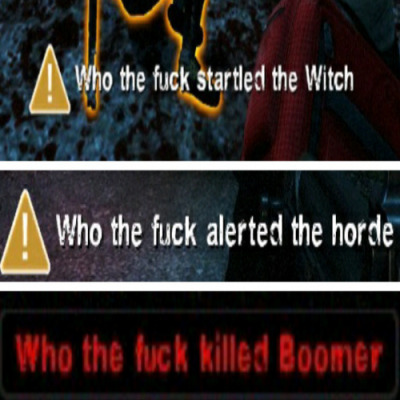 Who the fuck startled the Witch
Who the fuck alerted the horde
Who the fuck killed Boomer